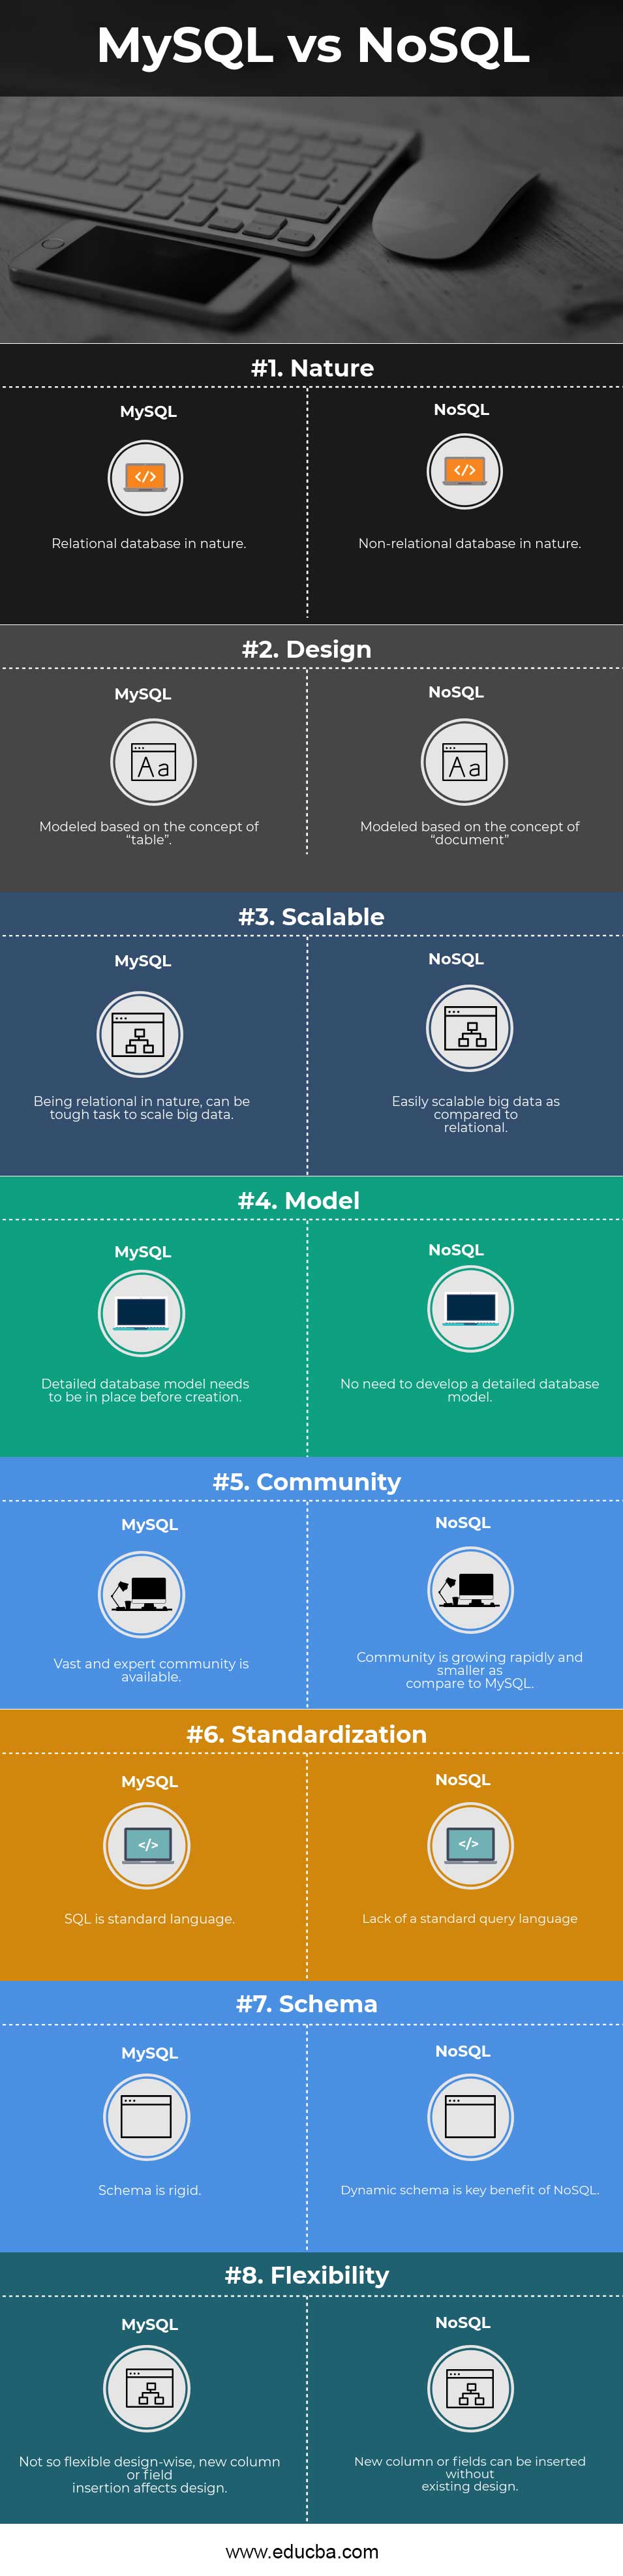 MySQL vs NoSQL
#1. Nature
MySQL
NoSQL
</>
</>
Relational database in nature.
Non-relational database in nature.
#2. Design
MySQL
NoSQL
Aa
Aa
Modeled based on the concept of
“table”.
Modeled based on the concept of
“document”
#3. Scalable
MySQL
NoSQL
Being relational in nature, can be
tough task to scale big data.
Easily scalable big data as
compared to
relational.
#4. Model
MySQL
NoSQL
Detailed database model needs
to be in place before creation.
No need to develop a detailed database
model.
#5. Community
MySQL
NoSQL
Vast and expert community is
available.
Community is growing rapidly and
smaller as
compare to MySQL.
#6. Standardization
MySQL
NoSQL
</>
</>
SQL is standard language.
Lack of a standard query language
#7. Schema
MySQL
NoSQL
Schema is rigid.
Dynamic schema is key benefit of NoSQL.
#8. Flexibility
MySQL
NoSQL
Not so flexible design-wise, new column
or field
insertion affects design.
New column or fields can be inserted
without
existing design.
www.educba.com